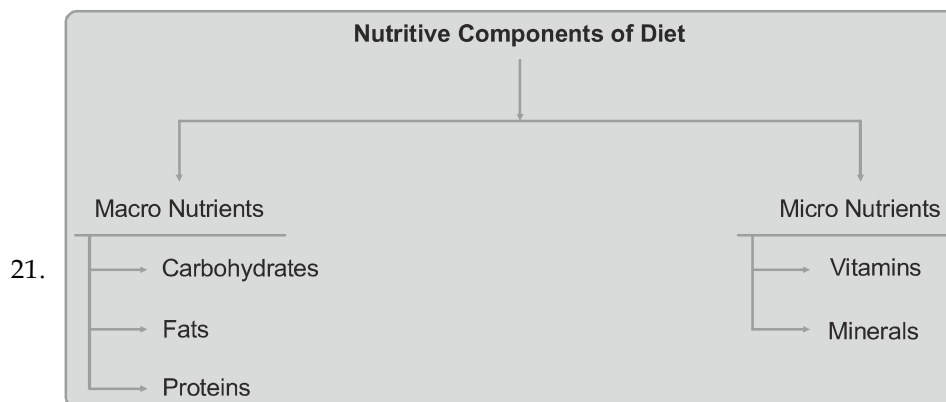 Nutritive Components of Diet
Macro Nutrients
Micro Nutrients
21.
Carbohydrates
Vitamins
Fats
Minerals
Proteins